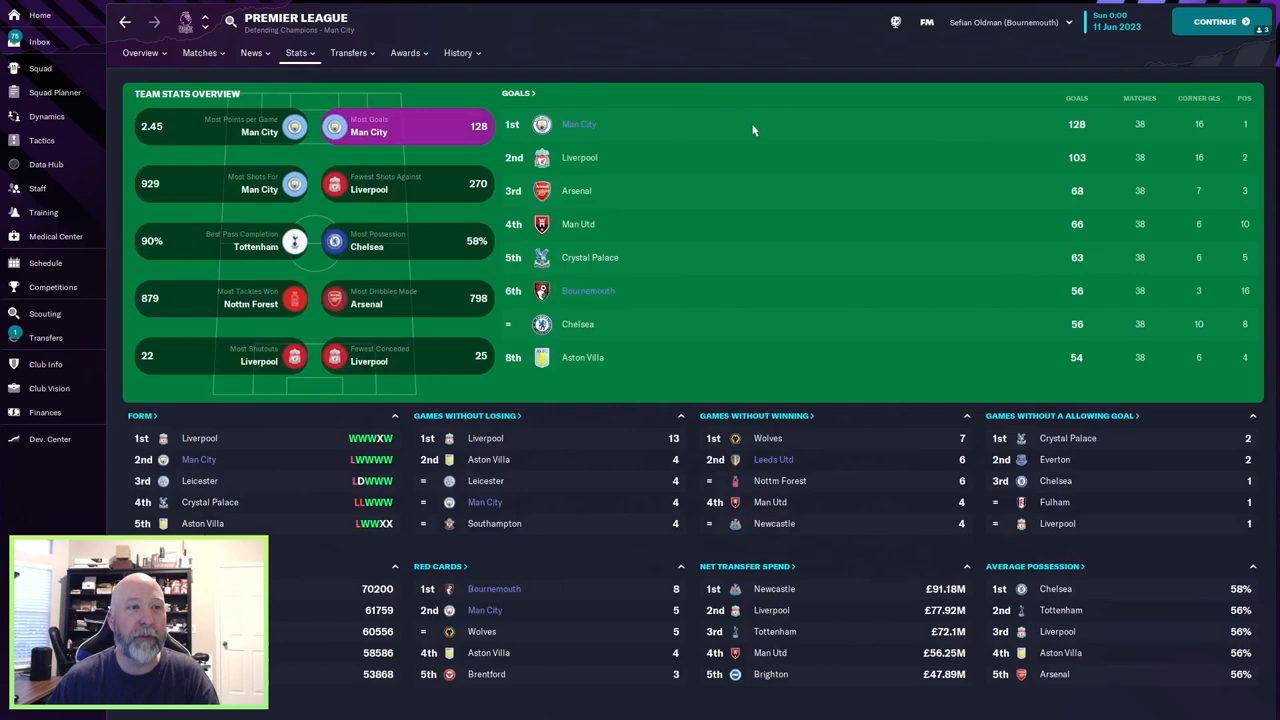 PREMIER LEAGUE
Defending Champions - Man City
FM
Sefian Oldman (Bournemouth)
Sun 0:00
11 Jun 2023
CONTINUE
3
Home
75
Inbox
Squad
Squad Planner
Dynamics
Tactics
Data Hub
Staff
Training
Medical Center
Schedule
Competitions
Scouting
1
Transfers
Club Info
Club Vision
Finances
Dev. Center
Overview
Matches
News
Stats
Transfers
Awards
History
TEAM STATS OVERVIEW
2.45 Most Points per Game
Man City
Most Goals 128
Man City
929 Most Shots For
Man City
Fewest Shots Against 270
Liverpool
90% Best Pass Completion
Tottenham
Most Possession 58%
Chelsea
879 Most Tackles Won
Nottm Forest
Most Dribbles Made 798
Arsenal
22 Most Shutouts
Liverpool
Fewest Conceded 25
Liverpool
GOALS >
GOALS MATCHES CORNER GLS POS
1st Man City 128 38 16 1
2nd Liverpool 103 38 16 2
3rd Arsenal 68 38 7 3
4th Man Utd 66 38 6 10
5th Crystal Palace 63 38 6 5
6th Bournemouth 56 38 3 16
= Chelsea 56 38 10 8
8th Aston Villa 54 38 6 4
FORM >
1st Liverpool WWWXW
2nd Man City LWWWW
3rd Leicester LDWWW
4th Crystal Palace LLWWW
5th Aston Villa LWWXX
GAMES WITHOUT LOSING >
1st Liverpool 13
2nd Aston Villa 4
= Leicester 4
= Man City 4
= Southampton 4
GAMES WITHOUT WINNING >
1st Wolves 7
2nd Leeds Utd 6
= Nottm Forest 6
4th Man Utd 4
= Newcastle 4
GAMES WITHOUT A ALLOWING GOAL >
1st Crystal Palace 2
2nd Everton 2
3rd Chelsea 1
= Fulham 1
= Liverpool 1
70200
61759
60556
58586
53868
RED CARDS >
1st Bournemouth 8
2nd Man City 5
= Wolves 5
4th Aston Villa 4
5th Brentford 3
NET TRANSFER SPEND >
1st Newcastle £91.18M
2nd Liverpool £77.92M
3rd Tottenham £72.1M
4th Man Utd £56.25M
5th Brighton £47.89M
AVERAGE POSSESSION >
1st Chelsea 58%
2nd Tottenham 56%
3rd Liverpool 56%
4th Aston Villa 56%
5th Arsenal 56%